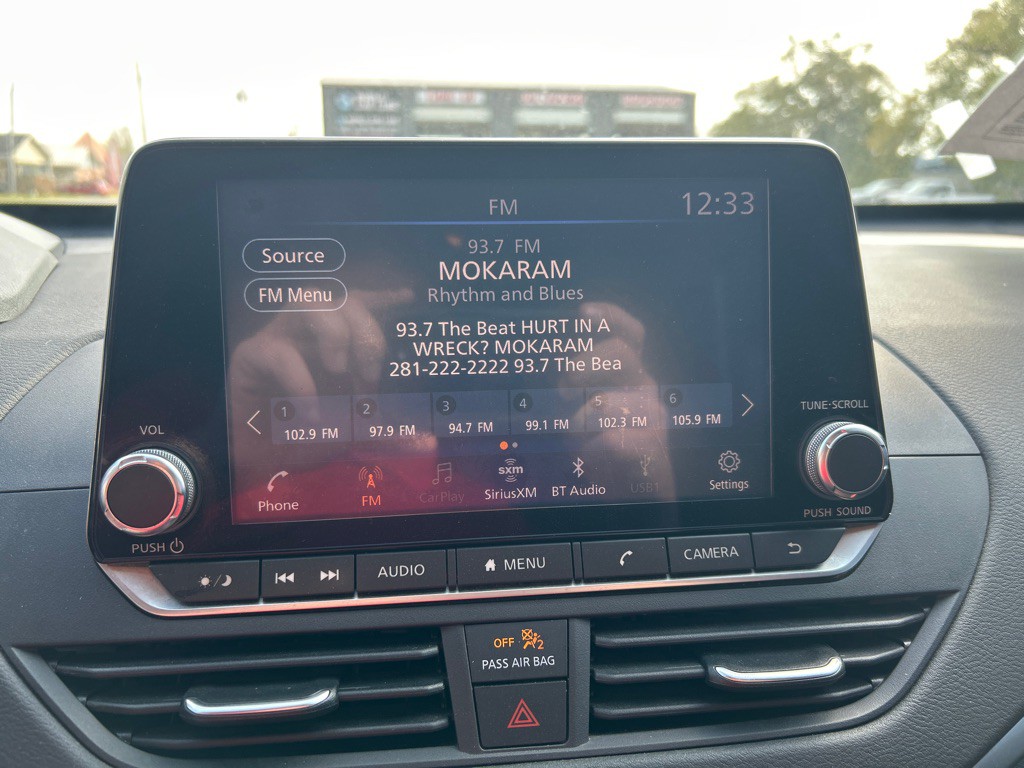 FM
12:33
Source
FM Menu
93.7 FM
MOKARAM
Rhythm and Blues
93.7 The Beat HURT IN A
WRECK? MOKARAM
281-222-2222 93.7 The Bea
1
102.9 FM
2
97.9 FM
3
94.7 FM
4
99.1 FM
5
102.3 FM
6
105.9 FM
Phone
FM
CarPlay
sxm
SiriusXM
BT Audio
USB1
Settings
VOL
PUSH
TUNE·SCROLL
PUSH SOUND
AUDIO
MENU
CAMERA
OFF
2
PASS AIR BAG